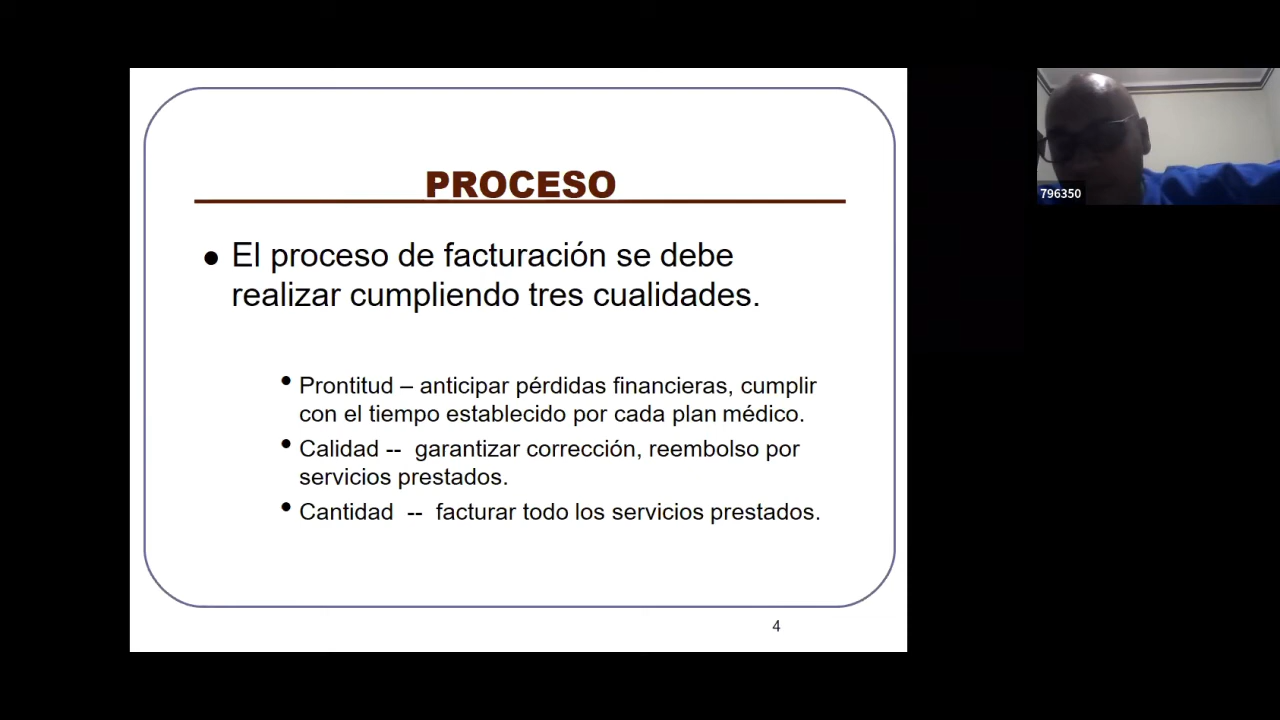 PROCESO
● El proceso de facturación se debe
realizar cumpliendo tres cualidades.
• Prontitud – anticipar pérdidas financieras, cumplir
con el tiempo establecido por cada plan médico.
• Calidad -- garantizar corrección, reembolso por
servicios prestados.
• Cantidad -- facturar todo los servicios prestados.
4
796350